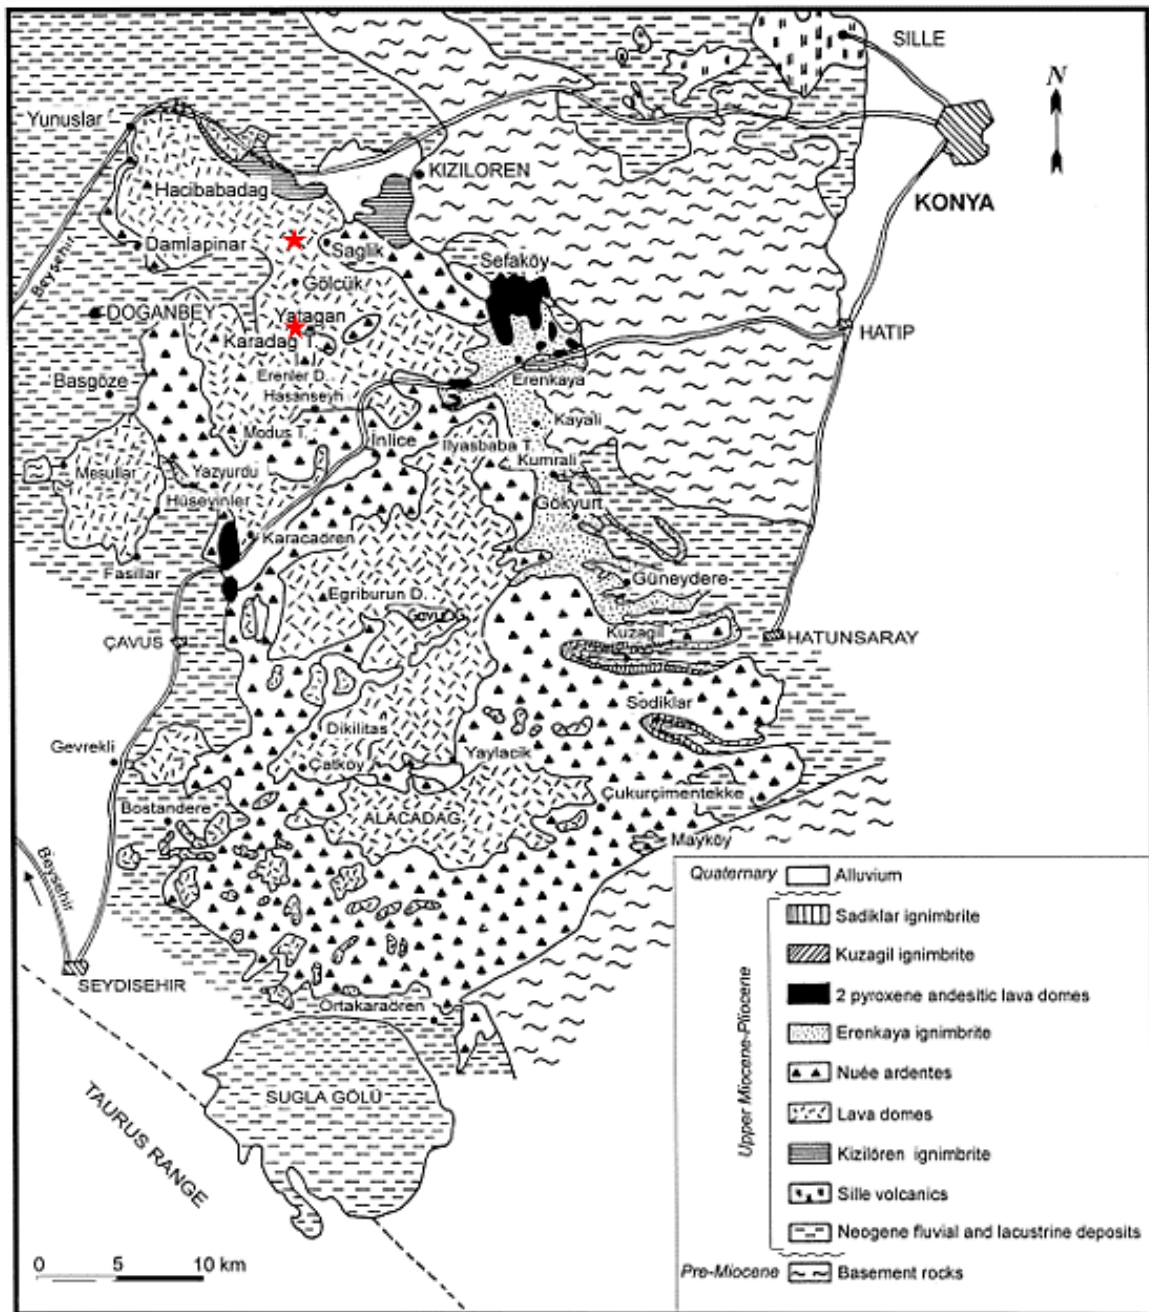 SILLE
N
Yunuslar
KIZILOREN
KONYA
Hacibabadag
Beysehir
Damlapinar
Saglik
Sefaköy
Gölcük
DOGANBEY
Yatagan
HATIP
Karadag T.
Erenler D.
Erenkaya
Basgöze
Hasanseyh
Kayali
Modus T.
Inlice
Ilyasbaba T.
Mesullar
Yazyurdu
Kumrali
Hüseyinler
Gökyurt
Karacaören
Fasillar
Güneydere
Egriburun D.
ÇAVUS
Kuzagil
HATUNSARAY
Sodiklar
Dikilitas
Gevrekli
Yaylacik
Çatköy
Çukurçimentekke
Bostandere
ALACADAG
Mayköy
Beysehir
SEYDISEHIR
Ortakaraören
TAURUS RANGE
SUGLA GÖLÜ
0 5 10 km
Quaternary Alluvium
Upper Miocene-Pliocene
Sadiklar ignimbrite
Kuzagil ignimbrite
2 pyroxene andesitic lava domes
Erenkaya ignimbrite
Nuée ardentes
Lava domes
Kizilören ignimbrite
Sille volcanics
Neogene fluvial and lacustrine deposits
Pre-Miocene Basement rocks